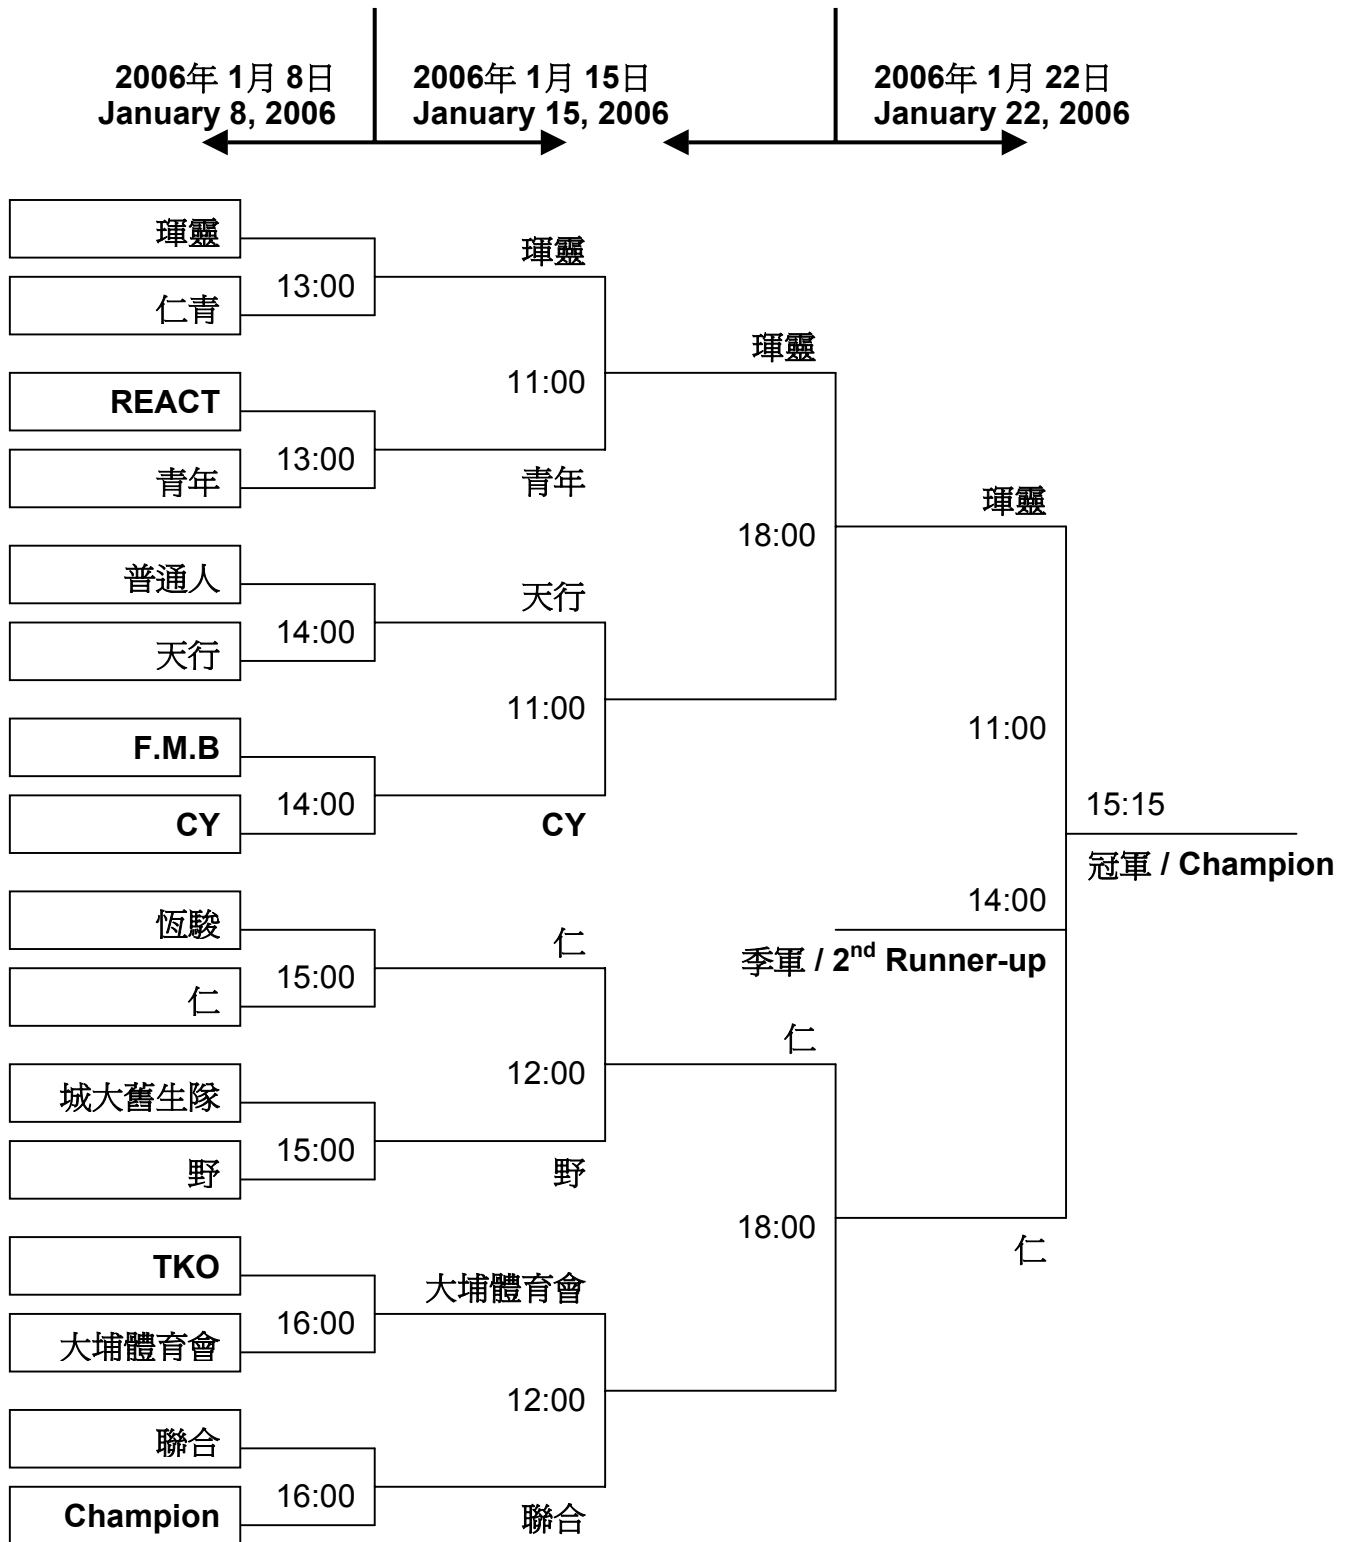 2006年 1月 8日
January 8, 2006
2006年 1月 15日
January 15, 2006
2006年 1月 22日
January 22, 2006
琿靈
仁青
13:00
琿靈
REACT
青年
13:00
青年
11:00
琿靈
普通人
天行
14:00
天行
F.M.B
CY
14:00
CY
11:00
18:00
琿靈
恆駿
仁
15:00
仁
城大舊生隊
野
15:00
野
12:00
仁
TKO
大埔體育會
16:00
大埔體育會
聯合
Champion
16:00
聯合
12:00
18:00
仁
11:00
14:00
季軍 / 2nd Runner-up
15:15
冠軍 / Champion